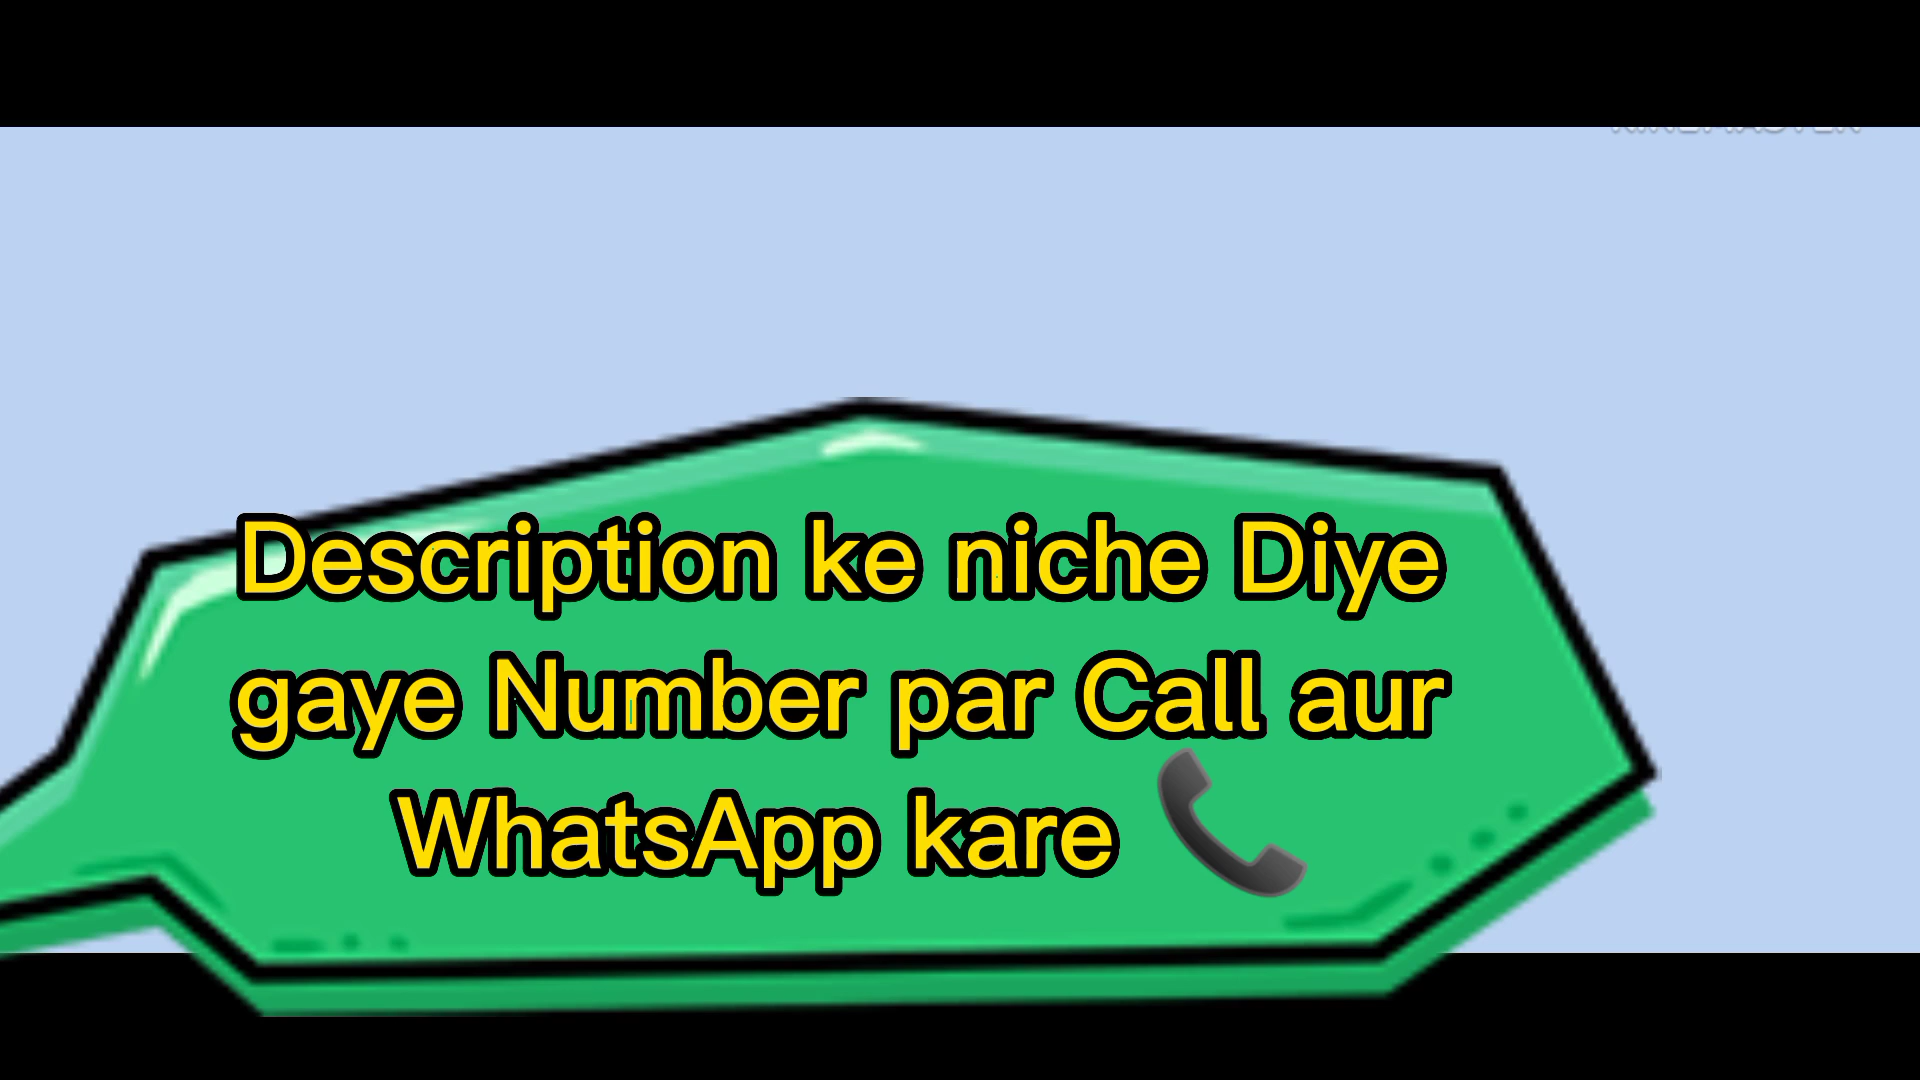 Description ke niche Diye
gaye Number par Call aur
WhatsApp kare